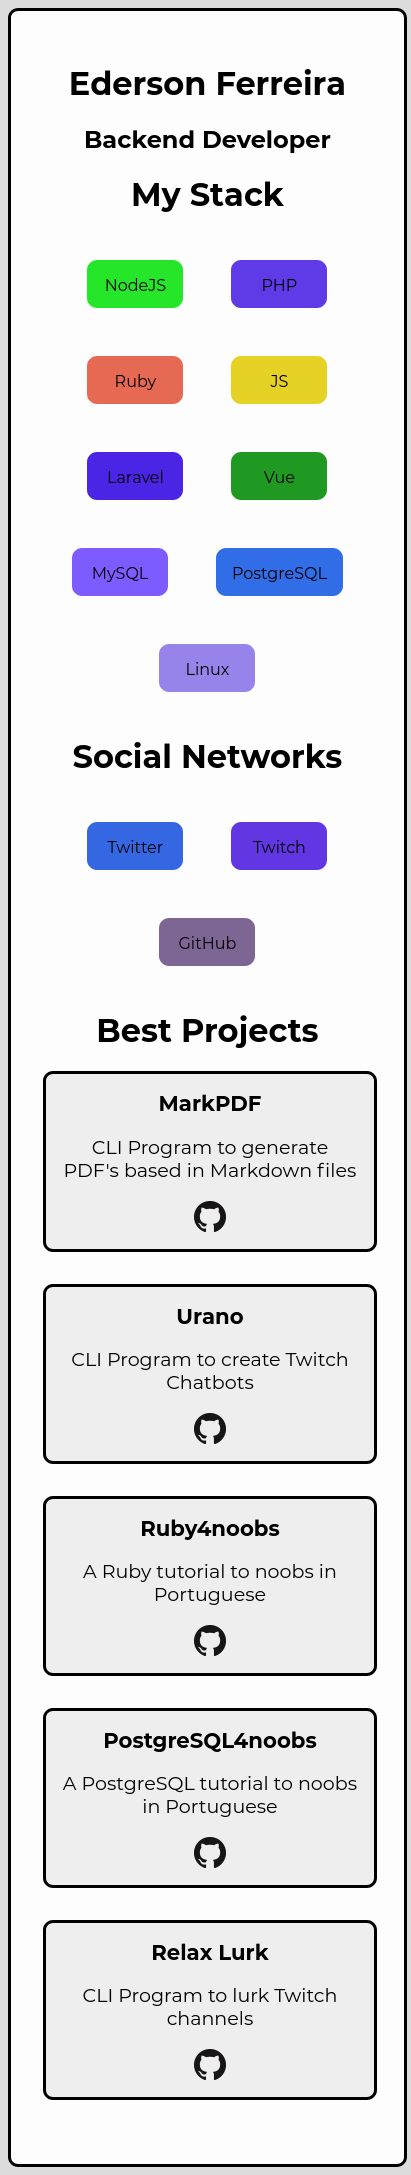 Ederson Ferreira
Backend Developer
My Stack
NodeJS
PHP
Ruby
JS
Laravel
Vue
MySQL
PostgreSQL
Linux
Social Networks
Twitter
Twitch
GitHub
Best Projects
MarkPDF
CLI Program to generate
PDF's based in Markdown files
Urano
CLI Program to create Twitch
Chatbots
Ruby4noobs
A Ruby tutorial to noobs in
Portuguese
PostgreSQL4noobs
A PostgreSQL tutorial to noobs
in Portuguese
Relax Lurk
CLI Program to lurk Twitch
channels